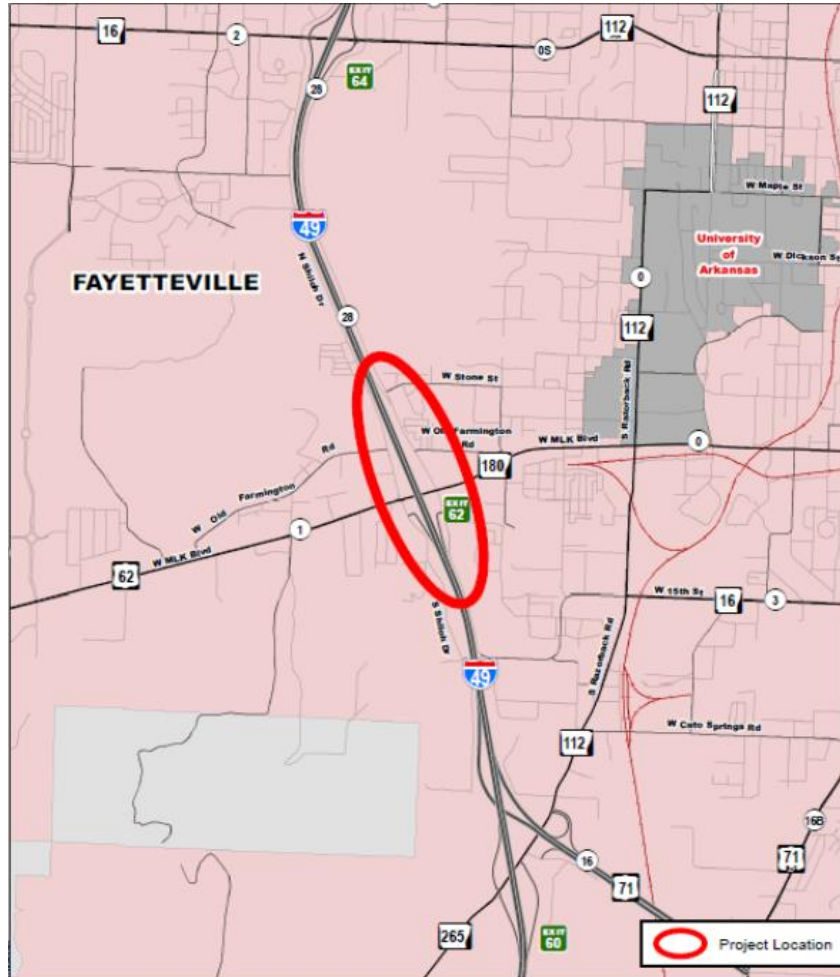 16
2
0S
112
EXIT
64
28
112
W Maple St
49
University
of
Arkansas
W Dickson St
N Shiloh Dr
FAYETTEVILLE
0
28
112
S Razorback Rd
W Stone St
W Old Farmington
Rd
W MLK Blvd
0
180
W Old Farmington Rd
EXIT
62
1
W MLK Blvd
62
W 15th St
16
3
S Shiloh Dr
S Razorback Rd
49
W Cato Springs Rd
112
16B
71
16
71
265
EXIT
60
Project Location